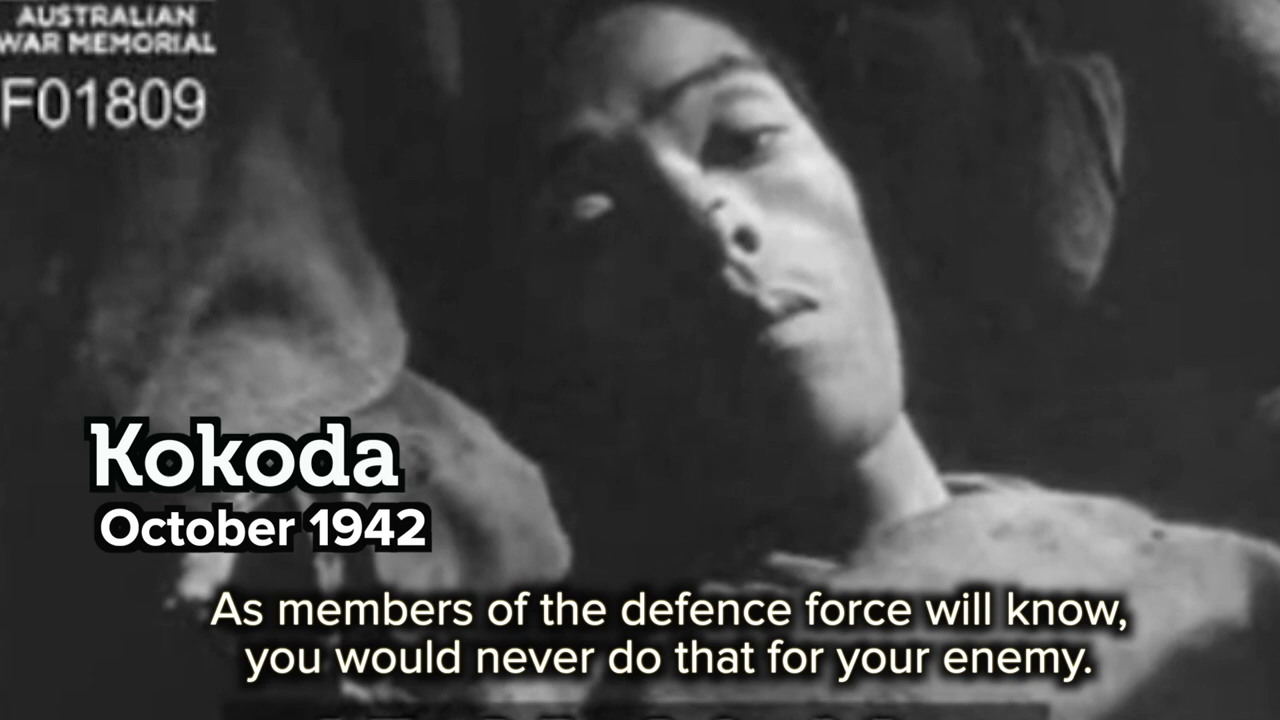 AUSTRALIAN
WAR MEMORIAL
F01809
Kokoda
October 1942
As members of the defence force will know,
you would never do that for your enemy.